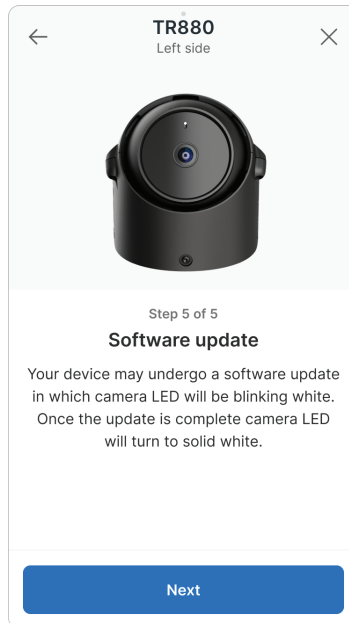 TR880
Left side
Step 5 of 5
Software update
Your device may undergo a software update
in which camera LED will be blinking white.
Once the update is complete camera LED
will turn to solid white.
Next